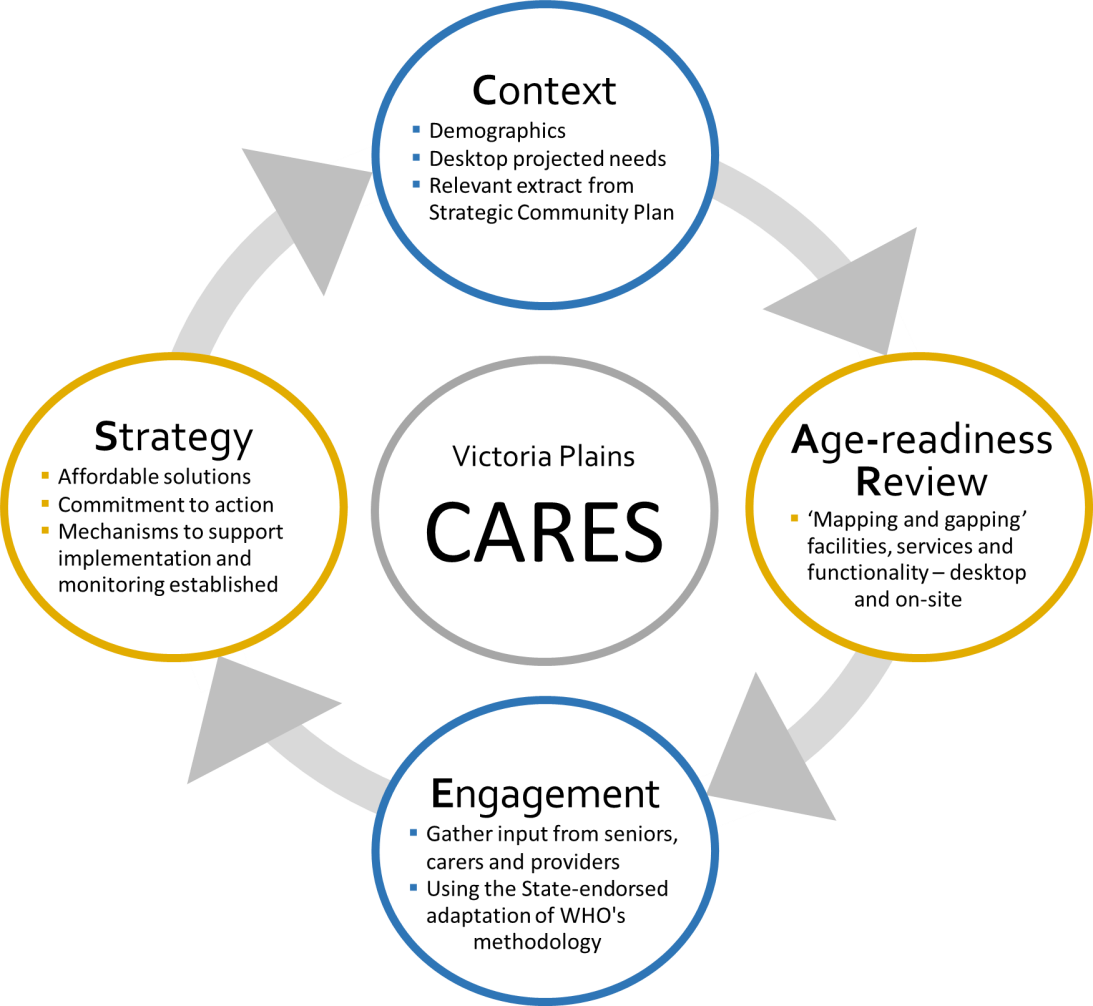 Context
▪ Demographics
▪ Desktop projected needs
▪ Relevant extract from
Strategic Community Plan
Age-readiness
Review
▪ ‘Mapping and gapping’
facilities, services and
functionality – desktop
and on-site
Engagement
▪ Gather input from seniors,
carers and providers
▪ Using the State-endorsed
adaptation of WHO's
methodology
Strategy
▪ Affordable solutions
▪ Commitment to action
▪ Mechanisms to support
implementation and
monitoring established
Victoria Plains
CARES